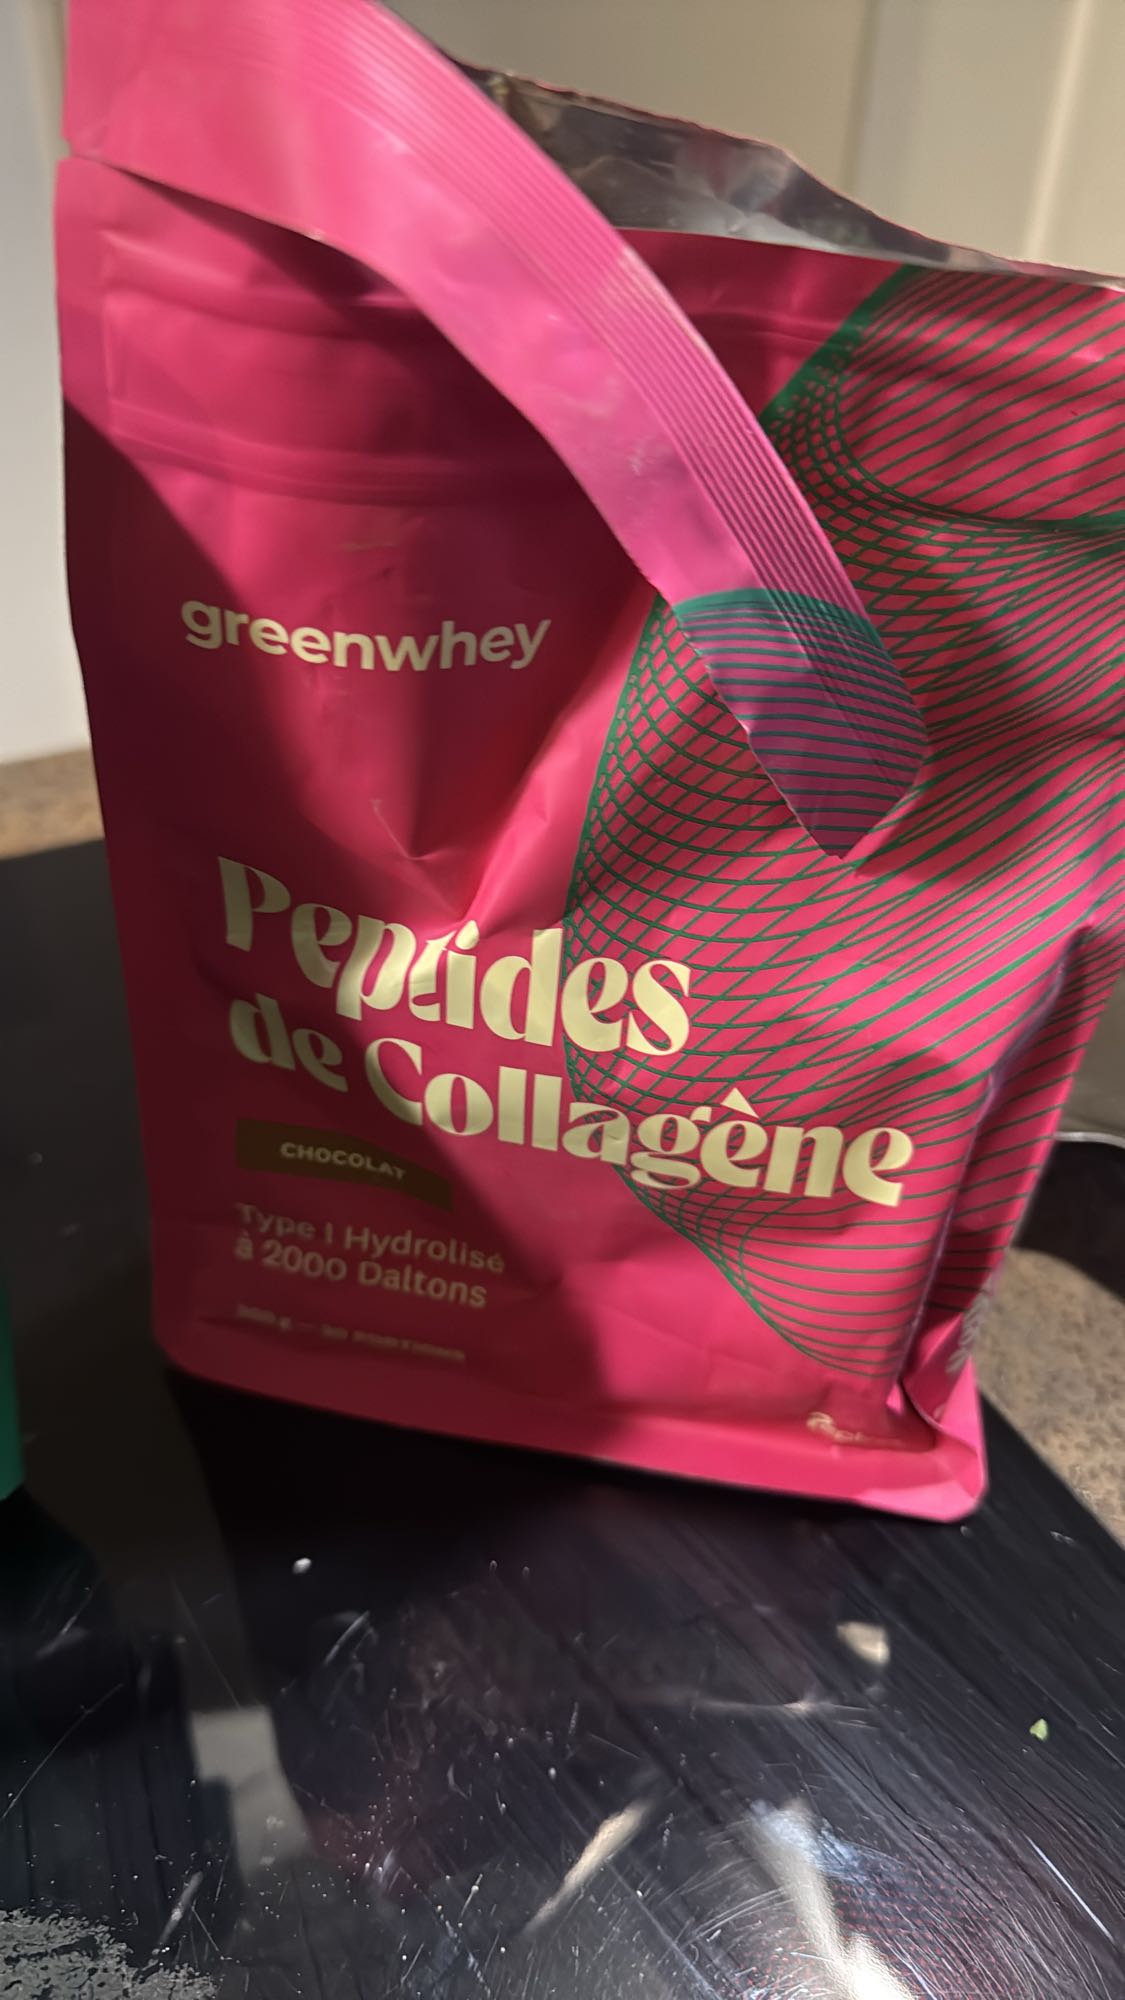 greenwhey
Peptides
de Collagène
CHOCOLAT
Type I Hydrolisé
à 2000 Daltons